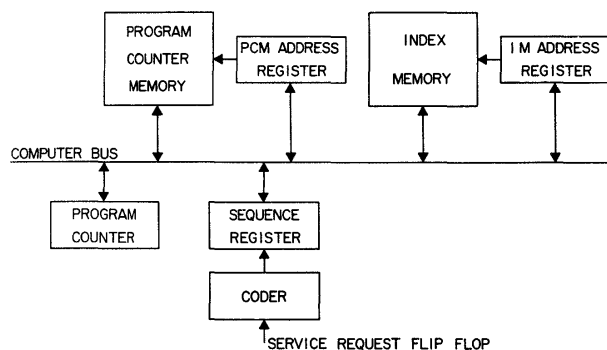 PROGRAM
COUNTER
MEMORY
PCM ADDRESS
REGISTER
INDEX
MEMORY
IM ADDRESS
REGISTER
COMPUTER BUS
PROGRAM
COUNTER
SEQUENCE
REGISTER
CODER
SERVICE REQUEST FLIP FLOP